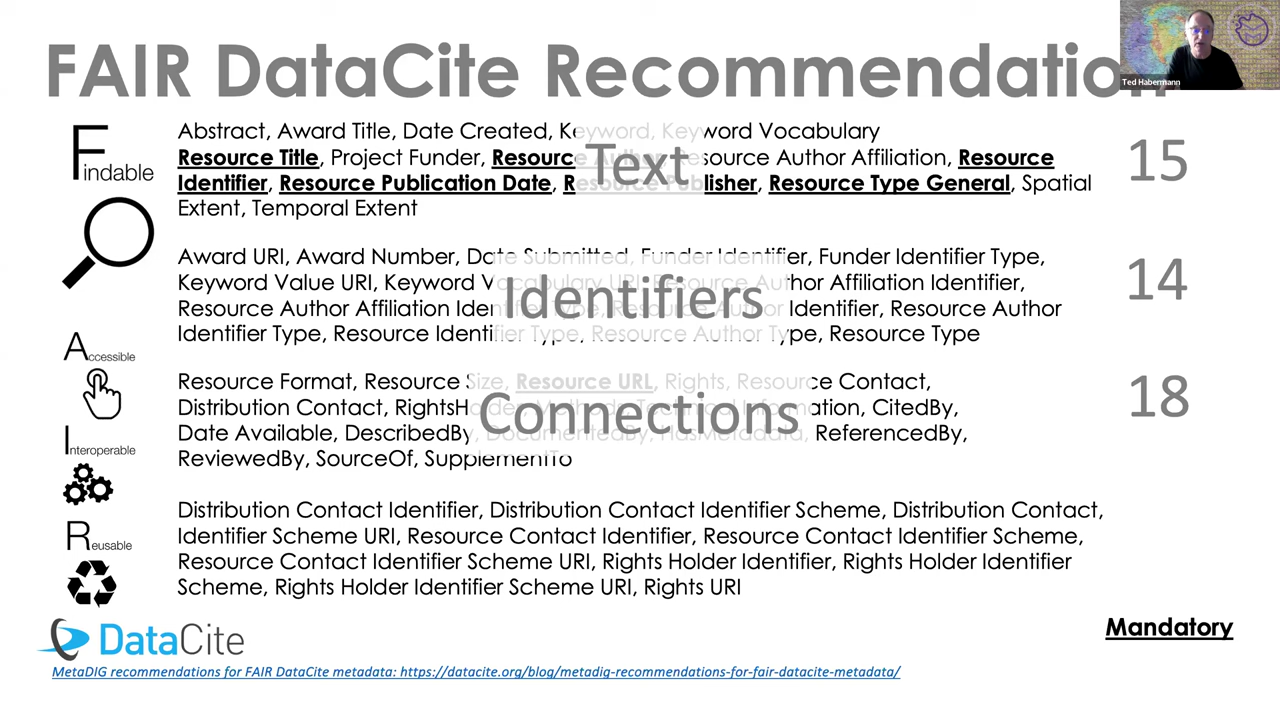 FAIR DataCite Recommendation
Ted Habermann
Findable
Abstract, Award Title, Date Created, Keyword, Keyword Vocabulary
Resource Title, Project Funder, Resource Author, Resource Author Affiliation, Resource
Identifier, Resource Publication Date, Resource Publisher, Resource Type General, Spatial
Extent, Temporal Extent
Text
15
Award URI, Award Number, Date Submitted, Funder Identifier, Funder Identifier Type,
Keyword Value URI, Keyword Vocabulary URI, Resource Author Affiliation Identifier,
Resource Author Affiliation Identifier Type, Resource Author Identifier, Resource Author
Identifier Type, Resource Identifier Type, Resource Author Type, Resource Type
Identifiers
14
Accessible
Resource Format, Resource Size, Resource URL, Rights, Resource Contact,
Distribution Contact, RightsHolder, Methods, Technical Information, CitedBy,
Date Available, DescribedBy, DocumentedBy, HasMetadata, ReferencedBy,
ReviewedBy, SourceOf, SupplementTo
Connections
18
Interoperable
Distribution Contact Identifier, Distribution Contact Identifier Scheme, Distribution Contact,
Identifier Scheme URI, Resource Contact Identifier, Resource Contact Identifier Scheme,
Resource Contact Identifier Scheme URI, Rights Holder Identifier, Rights Holder Identifier
Scheme, Rights Holder Identifier Scheme URI, Rights URI
Reusable
DataCite
Mandatory
MetaDIG recommendations for FAIR DataCite metadata: https://datacite.org/blog/metadig-recommendations-for-fair-datacite-metadata/